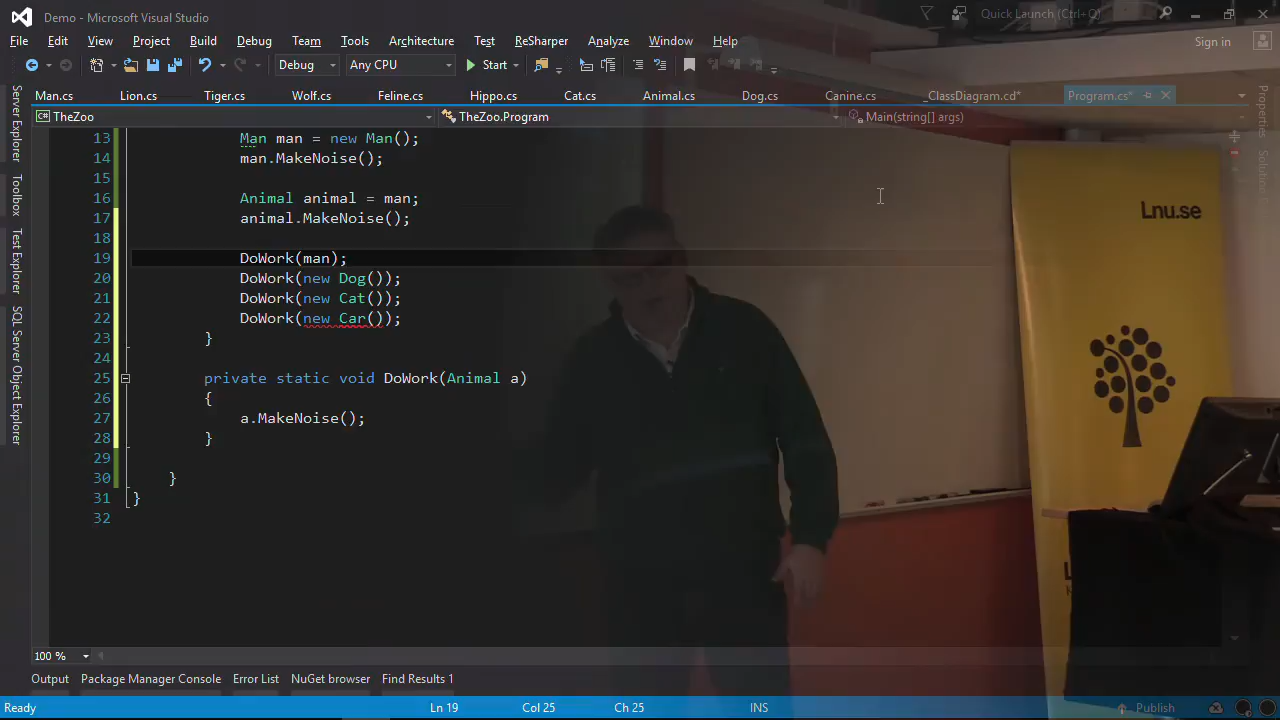 Demo - Microsoft Visual Studio
Quick Launch (Ctrl+Q)
File Edit View Project Build Debug Team Tools Architecture Test ReSharper Analyze Window Help
Sign in
Debug Any CPU Start
Man.cs Lion.cs Tiger.cs Wolf.cs Feline.cs Hippo.cs Cat.cs Animal.cs Dog.cs Canine.cs _ClassDiagram.cd* Program.cs*
TheZoo TheZoo.Program Main(string[] args)
Server Explorer
Toolbox
Test Explorer
SQL Server Object Explorer
13 Man man = new Man();
14 man.MakeNoise();
15
16 Animal animal = man;
17 animal.MakeNoise();
18
19 DoWork(man);
20 DoWork(new Dog());
21 DoWork(new Cat());
22 DoWork(new Car());
23 }
24
25 private static void DoWork(Animal a)
26 {
27 a.MakeNoise();
28 }
29
30 }
31 }
32
Properties
Lnu.se
100 %
Output Package Manager Console Error List NuGet browser Find Results 1
Ready Ln 19 Col 25 Ch 25 INS Publish